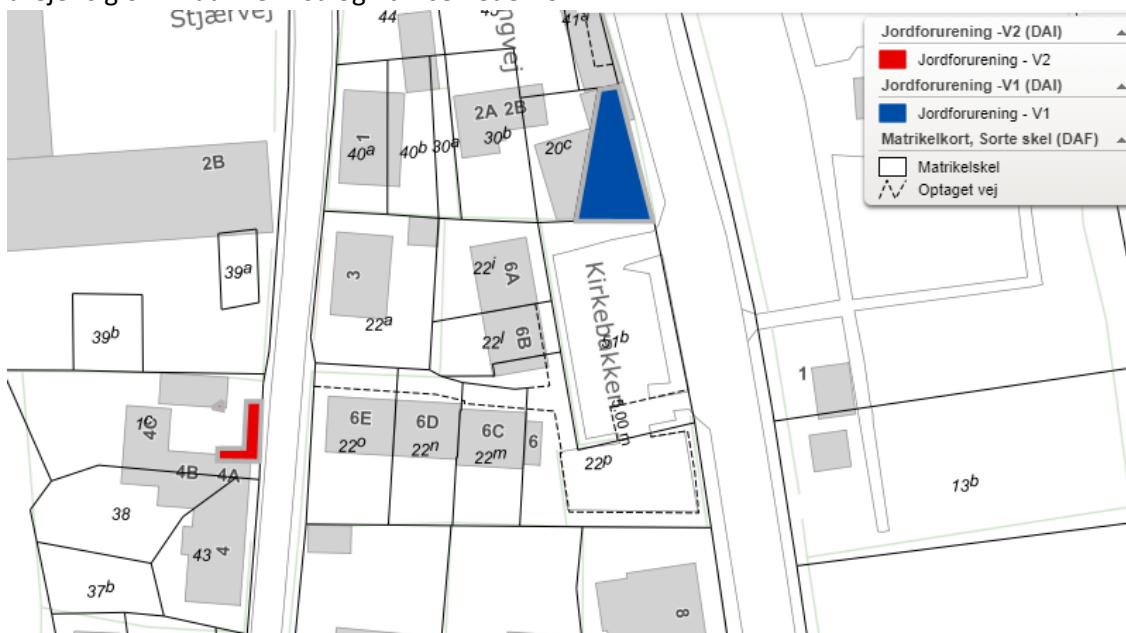 Stjærvej
44
41a
ngvej
Jordforurening -V2 (DAI)
Jordforurening - V2
Jordforurening -V1 (DAI)
Jordforurening - V1
Matrikelkort, Sorte skel (DAF)
Matrikelskel
Optaget vej
2A 2B
30b
1
40a
40b
30a
20c
2B
39a
3
22i
6A
22a
22l
6B
Kirkebakken
39b
1
6E
6D
6C
6
22o
22n
22m
22p
5.00 m
1c
4C
4B
4A
38
13b
43
4
37b
8